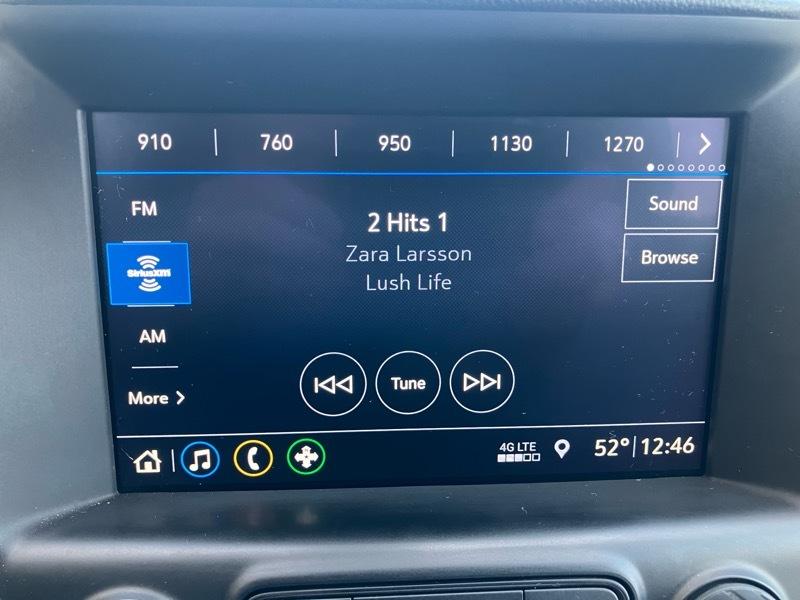 910 760 950 1130 1270
FM
2 Hits 1
Sound
Zara Larsson
Browse
SiriusXM
Lush Life
AM
Tune
More
4G LTE
52° 12:46